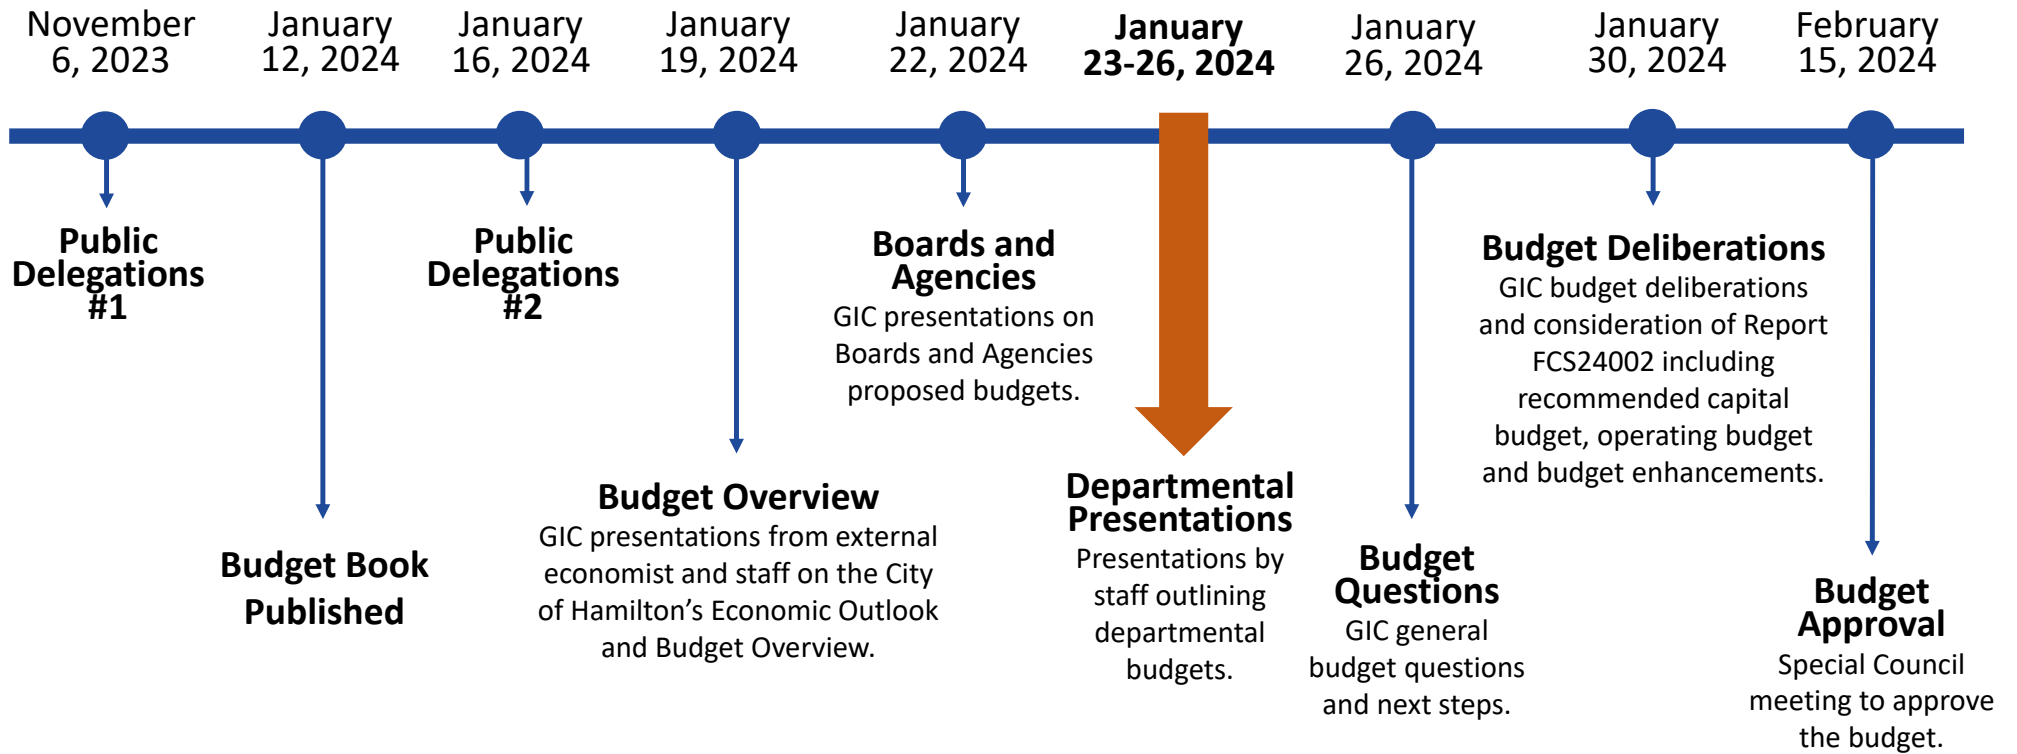 November
6, 2023
January
12, 2024
January
16, 2024
January
19, 2024
January
22, 2024
January
23-26, 2024
January
26, 2024
January
30, 2024
February
15, 2024
Public
Delegations
#1
Budget Book
Published
Public
Delegations
#2
Budget Overview
GIC presentations from external
economist and staff on the City
of Hamilton’s Economic Outlook
and Budget Overview.
Boards and
Agencies
GIC presentations on
Boards and Agencies
proposed budgets.
Departmental
Presentations
Presentations by
staff outlining
departmental
budgets.
Budget
Questions
GIC general
budget questions
and next steps.
Budget Deliberations
GIC budget deliberations
and consideration of Report
FCS24002 including
recommended capital
budget, operating budget
and budget enhancements.
Budget
Approval
Special Council
meeting to approve
the budget.